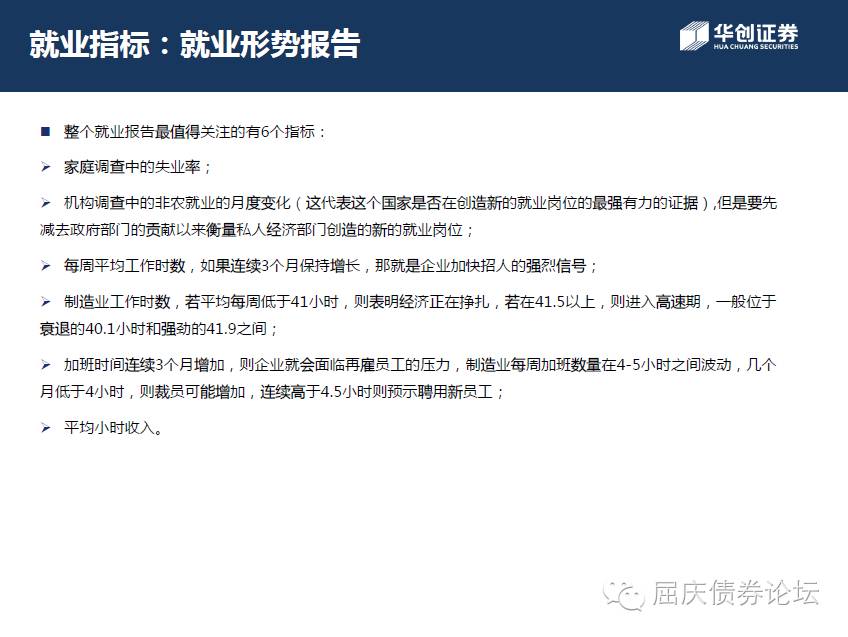 就业指标：就业形势报告
华创证券
HUA CHUANG SECURITIES
■ 整个就业报告最值得关注的有6个指标：
➢ 家庭调查中的失业率；
➢ 机构调查中的非农就业的月度变化（这代表这个国家是否在创造新的就业岗位的最强有力的证据）,但是要先
减去政府部门的贡献以来衡量私人经济部门创造的新的就业岗位；
➢ 每周平均工作时数，如果连续3个月保持增长，那就是企业加快招人的强烈信号；
➢ 制造业工作时数，若平均每周低于41小时，则表明经济正在挣扎，若在41.5以上，则进入高速期，一般位于
衰退的40.1小时和强劲的41.9之间；
➢ 加班时间连续3个月增加，则企业就会面临再雇员工的压力，制造业每周加班数量在4-5小时之间波动，几个
月低于4小时，则裁员可能增加，连续高于4.5小时则预示聘用新员工；
➢ 平均小时收入。
屈庆债券论坛